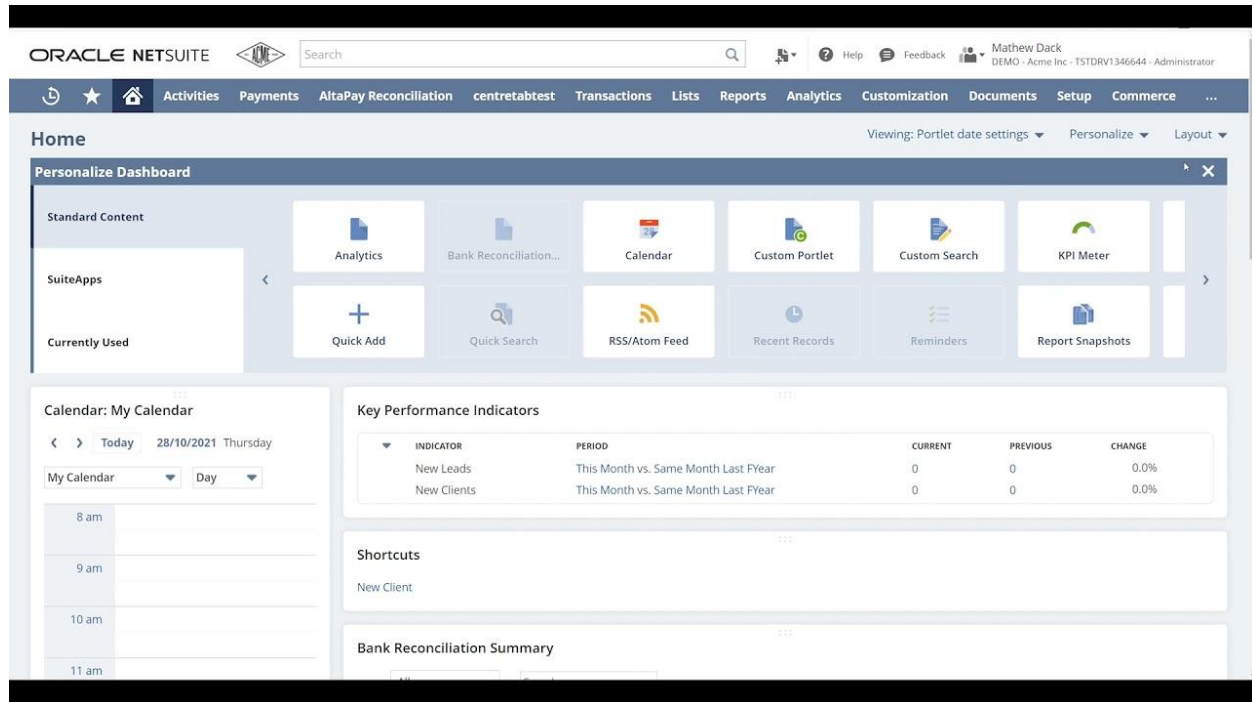 ORACLE NETSUITE
ACME
Search
Help
Feedback
Mathew Dack
DEMO - Acme Inc - TSTDRV1346644 - Administrator
Activities Payments AltaPay Reconciliation centretabtest Transactions Lists Reports Analytics Customization Documents Setup Commerce ...
Home
Viewing: Portlet date settings Personalize Layout
Personalize Dashboard
Standard Content
SuiteApps
Currently Used
Analytics Bank Reconciliation... Calendar Custom Portlet Custom Search KPI Meter
Quick Add Quick Search RSS/Atom Feed Recent Records Reminders Report Snapshots
Calendar: My Calendar
Today 28/10/2021 Thursday
My Calendar Day
8 am
9 am
10 am
11 am
Key Performance Indicators
INDICATOR PERIOD CURRENT PREVIOUS CHANGE
New Leads This Month vs. Same Month Last FYear 0 0 0.0%
New Clients This Month vs. Same Month Last FYear 0 0 0.0%
Shortcuts
New Client
Bank Reconciliation Summary